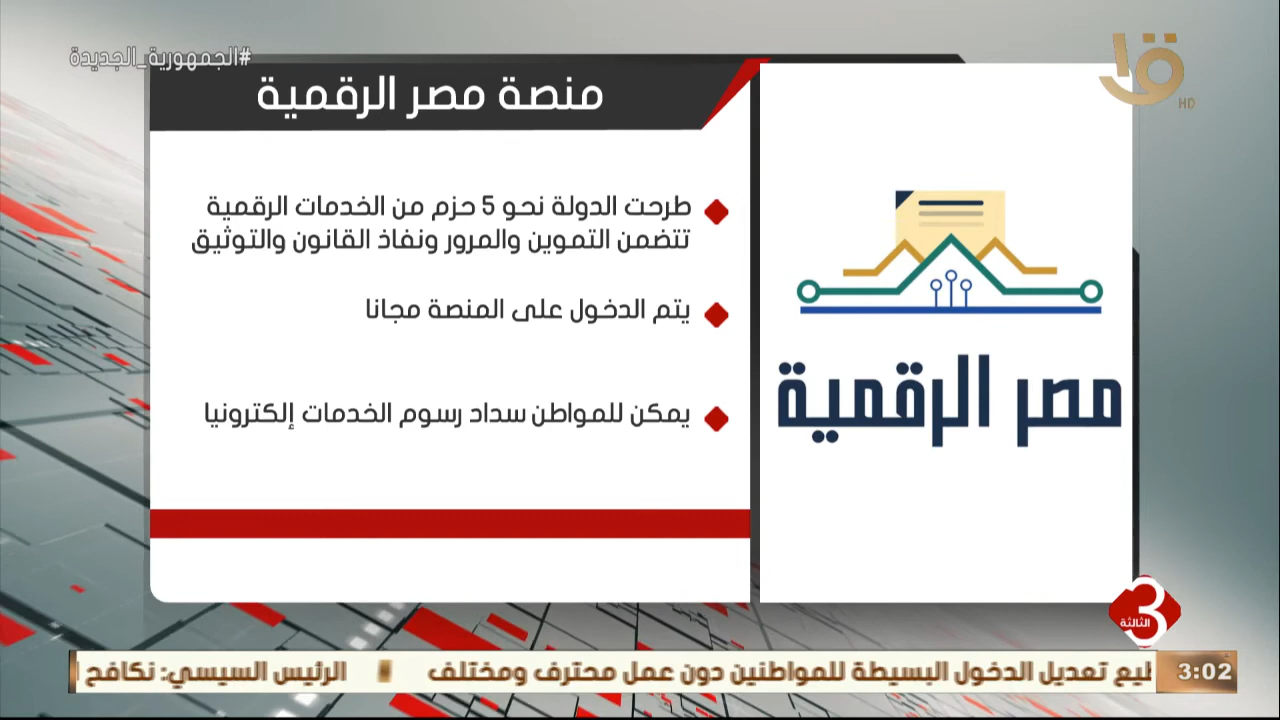 #الجمهورية_الجديدة
HD
منصة مصر الرقمية
طرحت الدولة نحو 5 حزم من الخدمات الرقمية
تتضمن التموين والمرور ونفاذ القانون والتوثيق
يتم الدخول على المنصة مجانا
يمكن للمواطن سداد رسوم الخدمات إلكترونيا
مصر الرقمية
3
الثالثة
3:02
تعديل الدخول البسيطة للمواطنين دون عمل محترف ومختلف
الرئيس السيسي: نكافح